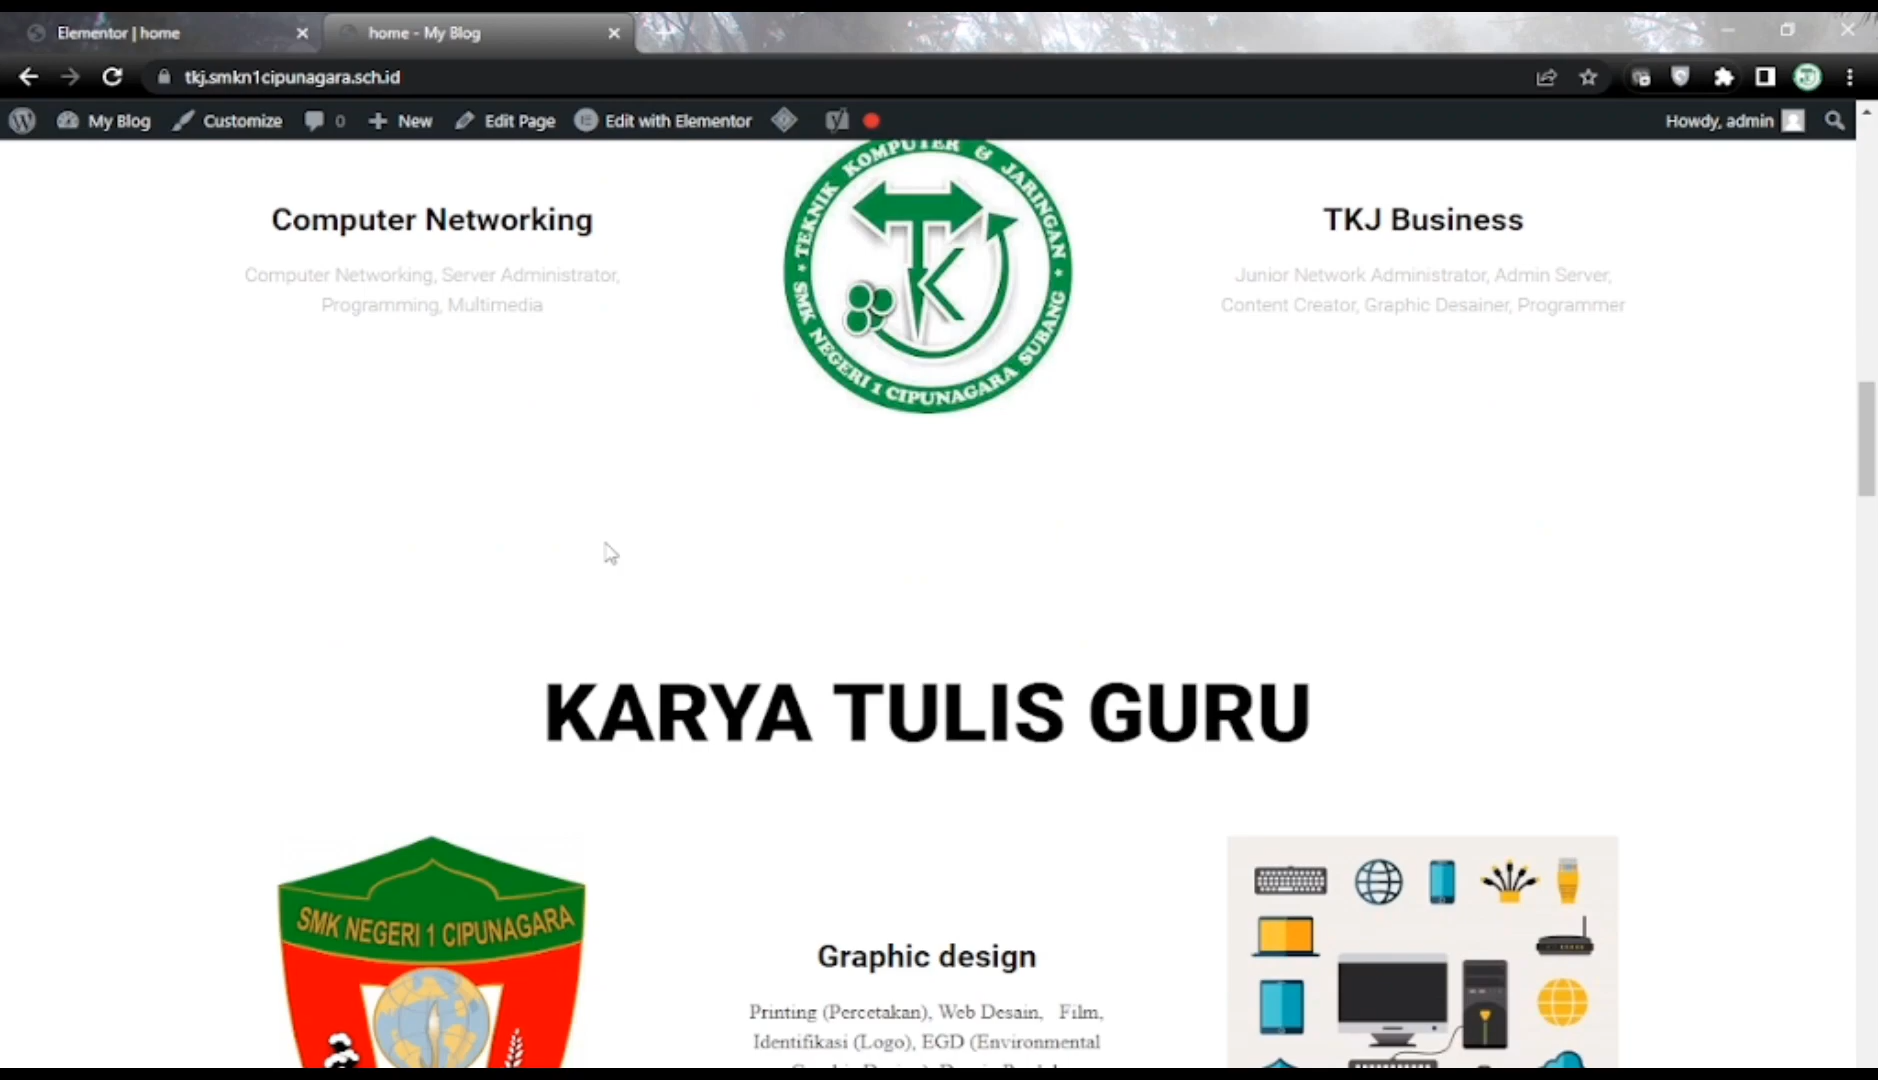 Elementor | home
home - My Blog
tkj.smkn1cipunagara.sch.id
My Blog
Customize
0
New
Edit Page
Edit with Elementor
Howdy, admin
Computer Networking
Computer Networking, Server Administrator,
Programming, Multimedia
TEKNIK KOMPUTER & JARINGAN
SMK NEGERI 1 CIPUNAGARA SUBANG
TK
TKJ Business
Junior Network Administrator, Admin Server,
Content Creator, Graphic Desainer, Programmer
KARYA TULIS GURU
SMK NEGERI 1 CIPUNAGARA
Graphic design
Printing (Percetakan), Web Desain, Film,
Identifikasi (Logo), EGD (Environmental